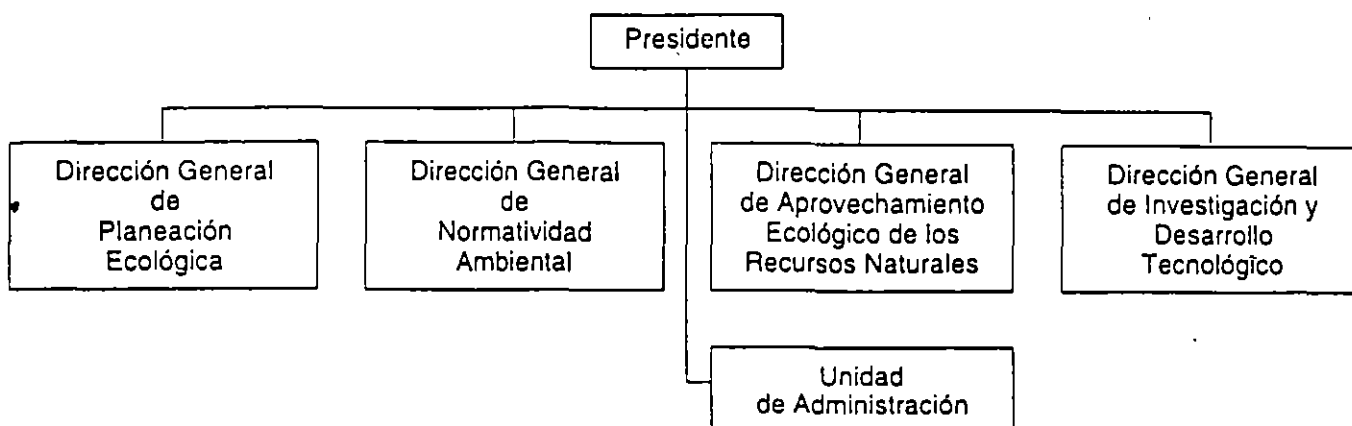 Presidente
Dirección General
de
Planeación
Ecológica
Dirección General
de
Normatividad
Ambiental
Dirección General
de Aprovechamiento
Ecológico de los
Recursos Naturales
Dirección General
de Investigación y
Desarrollo
Tecnológico
Unidad
de Administración